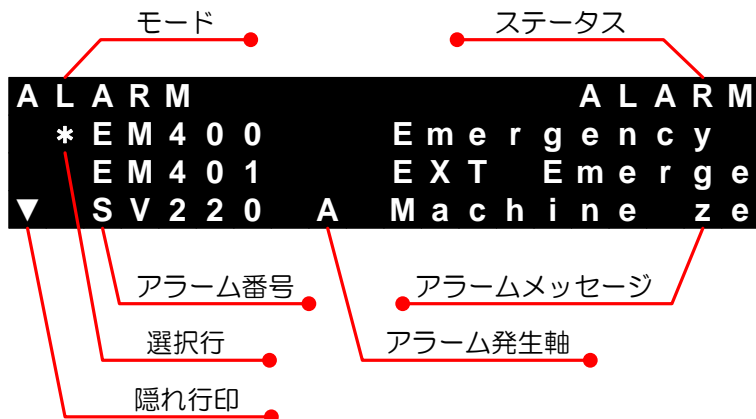 モード ステータス
ALARM ALARM
*EM400 Emergency
EM401 EXT Emerge
▼ SV220 A Machine ze
アラーム番号 アラームメッセージ
選択行 アラーム発生軸
隠れ行印